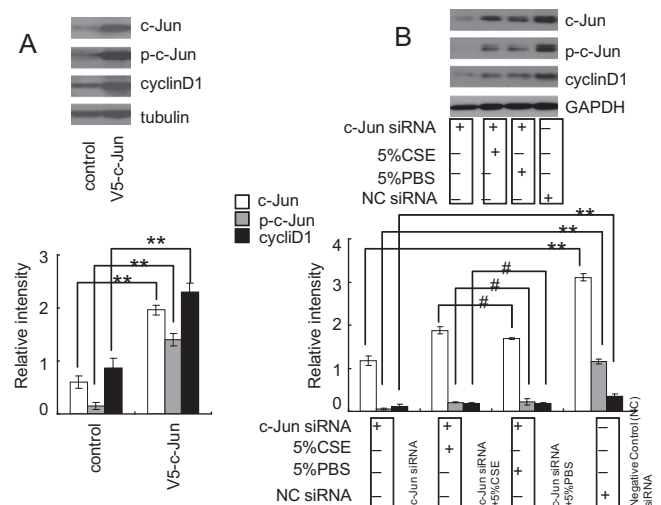 A
c-Jun
p-c-Jun
cyclinD1
tubulin
control
V5-c-Jun
B
c-Jun
p-c-Jun
cyclinD1
GAPDH
c-Jun siRNA + + + –
5%CSE – + – –
5%PBS – – + –
NC siRNA – – – +
c-Jun
p-c-Jun
cycliD1
Relative intensity
3
2
1
0
**
**
**
control
V5-c-Jun
Relative intensity
4
3
2
1
0
**
**
**
#
#
#
c-Jun siRNA + + + –
5%CSE – + – –
5%PBS – – + –
NC siRNA – – – +
c-Jun siRNA
c-Jun siRNA
+5%CSE
c-Jun siRNA
+5%PBS
Negative Control (NC)
siRNA